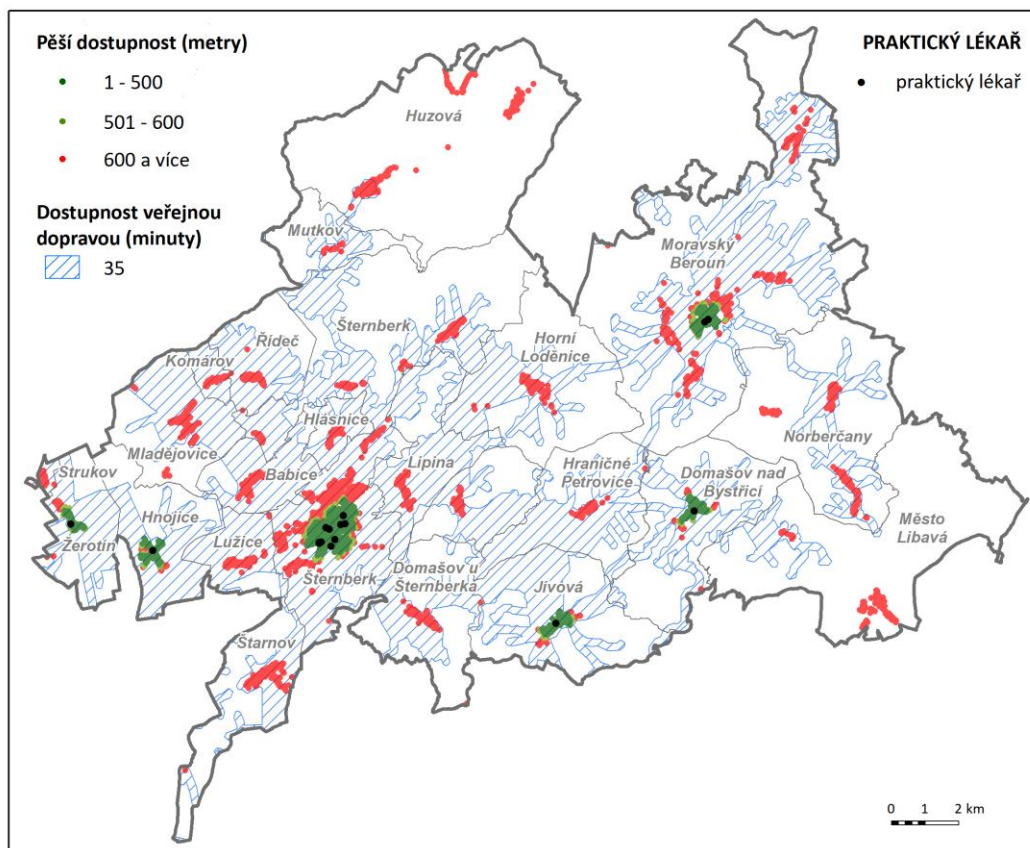 Pěší dostupnost (metry)
1 - 500
501 - 600
600 a více
Dostupnost veřejnou
dopravou (minuty)
35
PRAKTICKÝ LÉKAŘ
praktický lékař
Huzová
Mutkov
Moravský
Beroun
Šternberk
Horní
Loděnice
Řídeč
Komárov
Hlásnice
Mladějovice
Babice
Lipina
Norberčany
Strukov
Hraničné
Petrovice
Domašov nad
Bystřicí
Hnojice
Město
Libavá
Žerotín
Lužice
Šternberk
Domašov u
Šternberka
Jívová
Štarnov
0 1 2 km